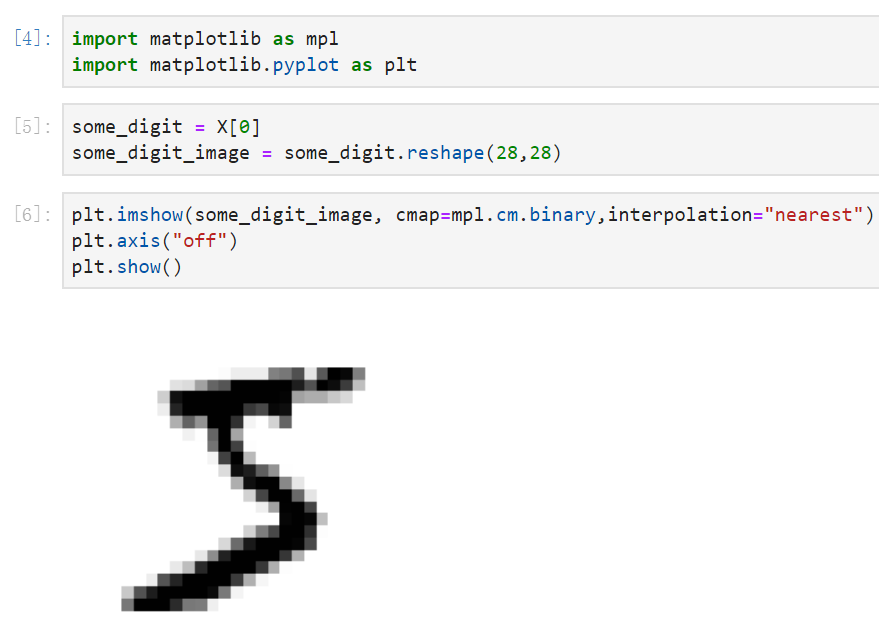 [4]: import matplotlib as mpl
import matplotlib.pyplot as plt
[5]: some_digit = X[0]
some_digit_image = some_digit.reshape(28,28)
[6]: plt.imshow(some_digit_image, cmap=mpl.cm.binary,interpolation="nearest")
plt.axis("off")
plt.show()
5